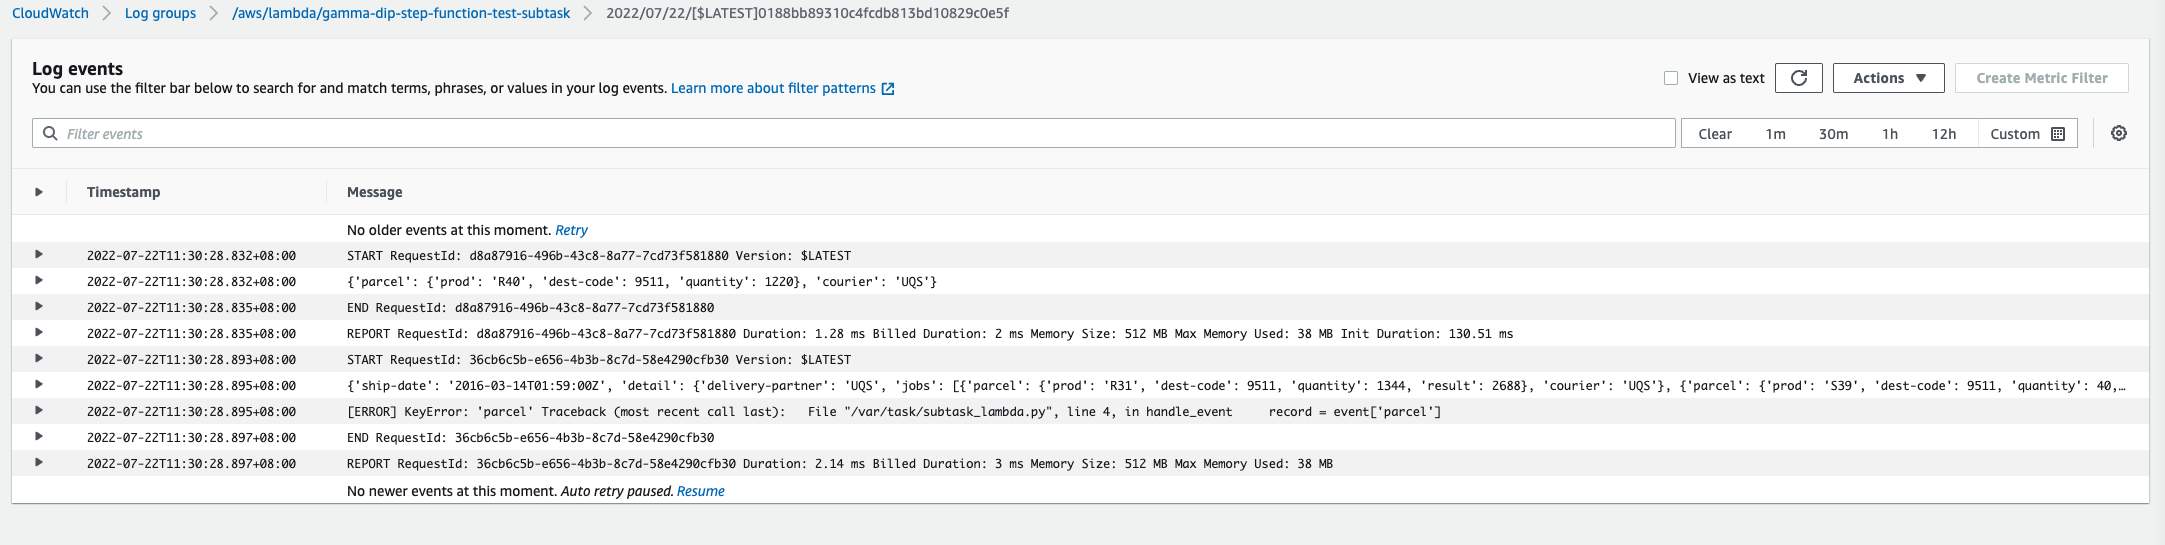 CloudWatch > Log groups > /aws/lambda/gamma-dip-step-function-test-subtask > 2022/07/22/[$LATEST]0188bb89310c4fcdb813bd10829c0e5f
Log events
You can use the filter bar below to search for and match terms, phrases, or values in your log events. Learn more about filter patterns
View as text
Actions
Create Metric Filter
Filter events
Clear 1m 30m 1h 12h Custom
Timestamp Message
No older events at this moment. Retry
2022-07-22T11:30:28.832+08:00 START RequestId: d8a87916-496b-43c8-8a77-7cd73f581880 Version: $LATEST
2022-07-22T11:30:28.832+08:00 {'parcel': {'prod': 'R40', 'dest-code': 9511, 'quantity': 1220}, 'courier': 'UQS'}
2022-07-22T11:30:28.835+08:00 END RequestId: d8a87916-496b-43c8-8a77-7cd73f581880
2022-07-22T11:30:28.835+08:00 REPORT RequestId: d8a87916-496b-43c8-8a77-7cd73f581880 Duration: 1.28 ms Billed Duration: 2 ms Memory Size: 512 MB Max Memory Used: 38 MB Init Duration: 130.51 ms
2022-07-22T11:30:28.893+08:00 START RequestId: 36cb6c5b-e656-4b3b-8c7d-58e4290cfb30 Version: $LATEST
2022-07-22T11:30:28.895+08:00 {'ship-date': '2016-03-14T01:59:00Z', 'detail': {'delivery-partner': 'UQS', 'jobs': [{'parcel': {'prod': 'R31', 'dest-code': 9511, 'quantity': 1344, 'result': 2688}, 'courier': 'UQS'}, {'parcel': {'prod': 'S39', 'dest-code': 9511, 'quantity': 40,…
2022-07-22T11:30:28.895+08:00 [ERROR] KeyError: 'parcel' Traceback (most recent call last): File "/var/task/subtask_lambda.py", line 4, in handle_event record = event['parcel']
2022-07-22T11:30:28.897+08:00 END RequestId: 36cb6c5b-e656-4b3b-8c7d-58e4290cfb30
2022-07-22T11:30:28.897+08:00 REPORT RequestId: 36cb6c5b-e656-4b3b-8c7d-58e4290cfb30 Duration: 2.14 ms Billed Duration: 3 ms Memory Size: 512 MB Max Memory Used: 38 MB
No newer events at this moment. Auto retry paused. Resume